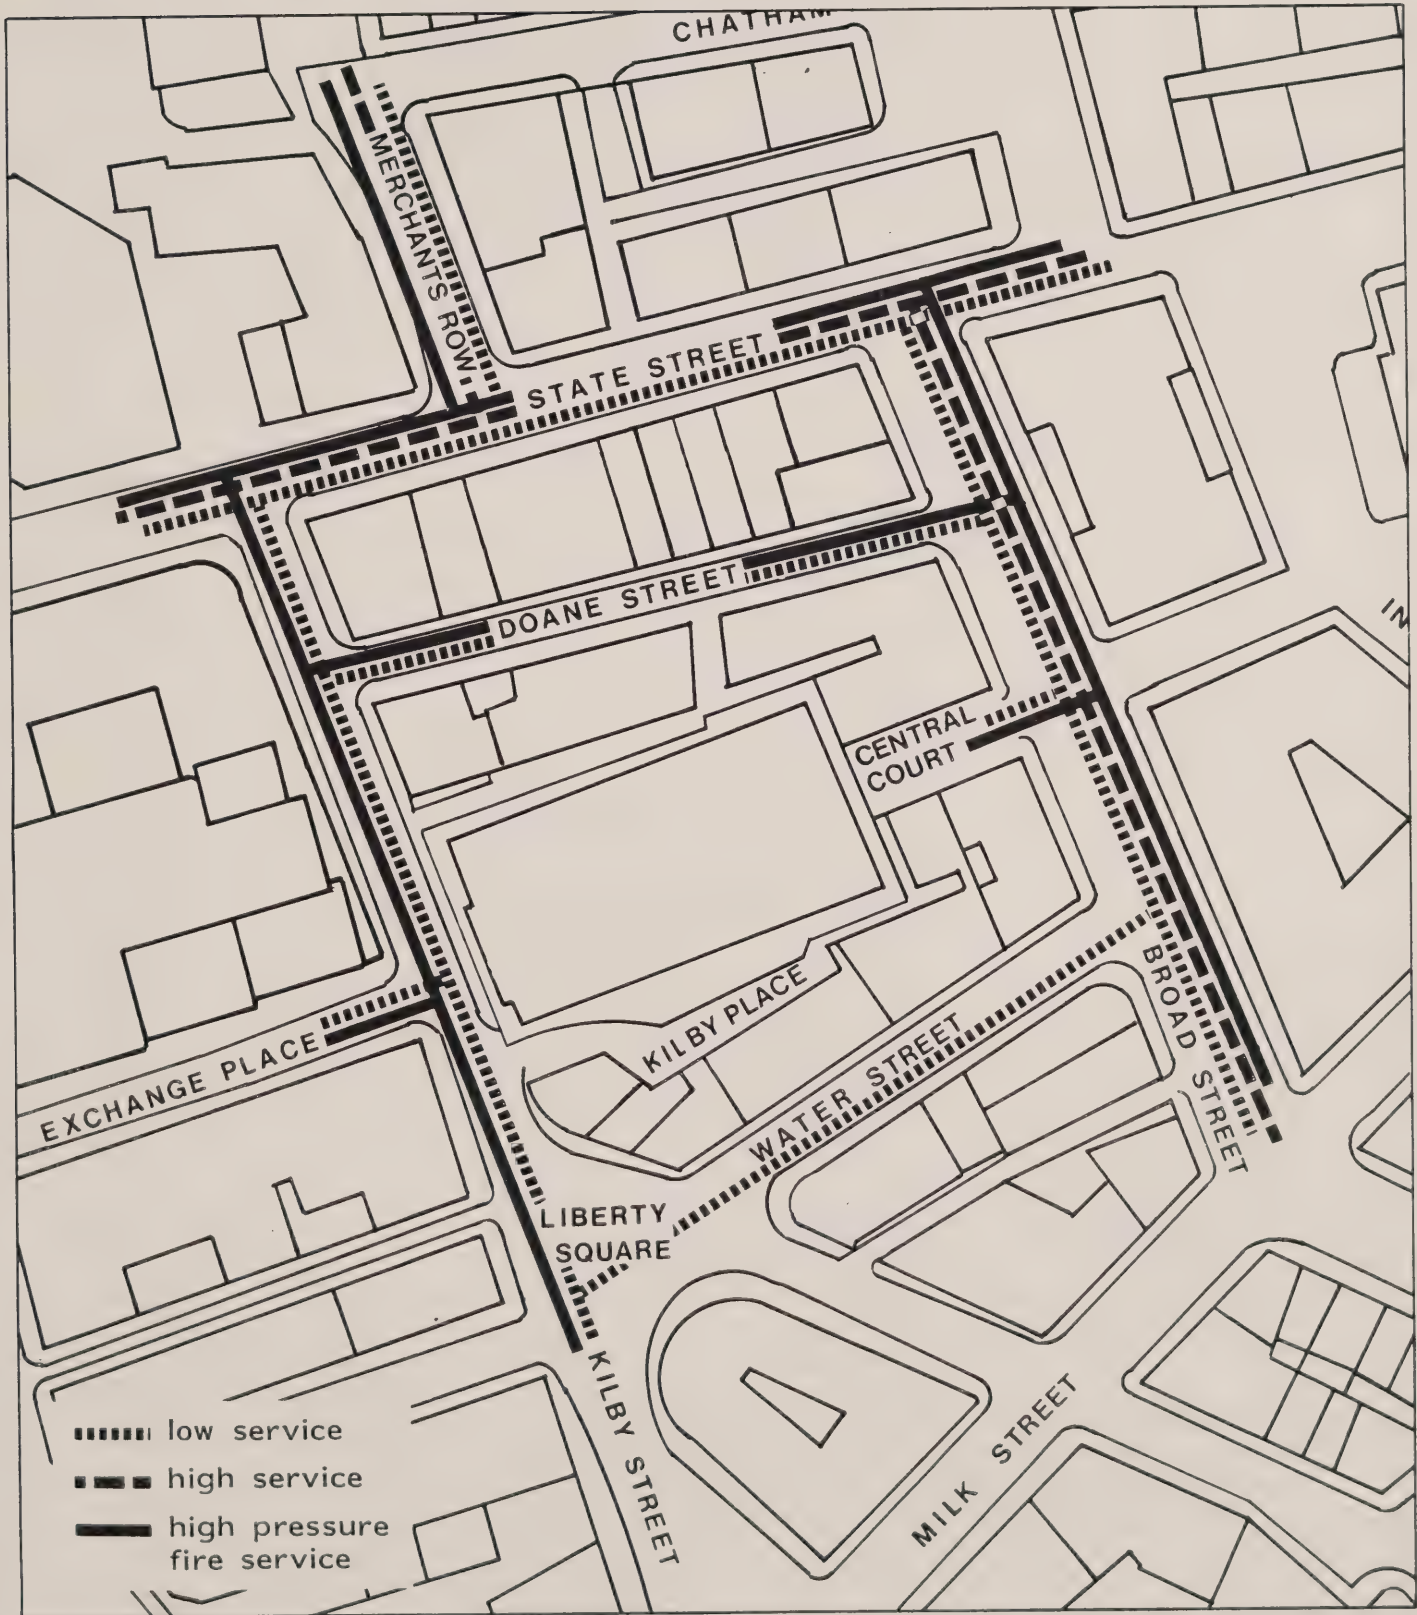 CHATHAM
MERCHANTS ROW
STATE STREET
DOANE STREET
IN
CENTRAL
COURT
KILBY PLACE
WATER STREET
BROAD STREET
EXCHANGE PLACE
LIBERTY
SQUARE
KILBY STREET
MILK STREET
low service
high service
high pressure
fire service